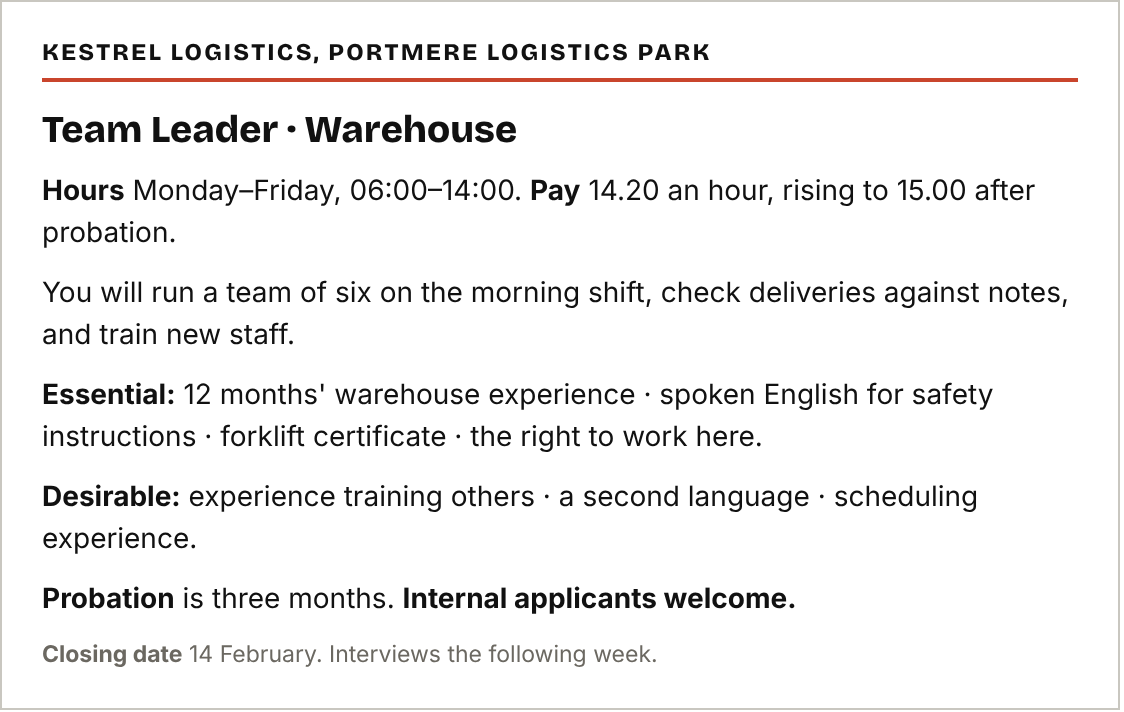 KESTREL LOGISTICS, PORTMERE LOGISTICS PARK
Team Leader · Warehouse
Hours Monday–Friday, 06:00–14:00. Pay 14.20 an hour, rising to 15.00 after
probation.
You will run a team of six on the morning shift, check deliveries against notes,
and train new staff.
Essential: 12 months' warehouse experience · spoken English for safety
instructions · forklift certificate · the right to work here.
Desirable: experience training others · a second language · scheduling
experience.
Probation is three months. Internal applicants welcome.
Closing date 14 February. Interviews the following week.